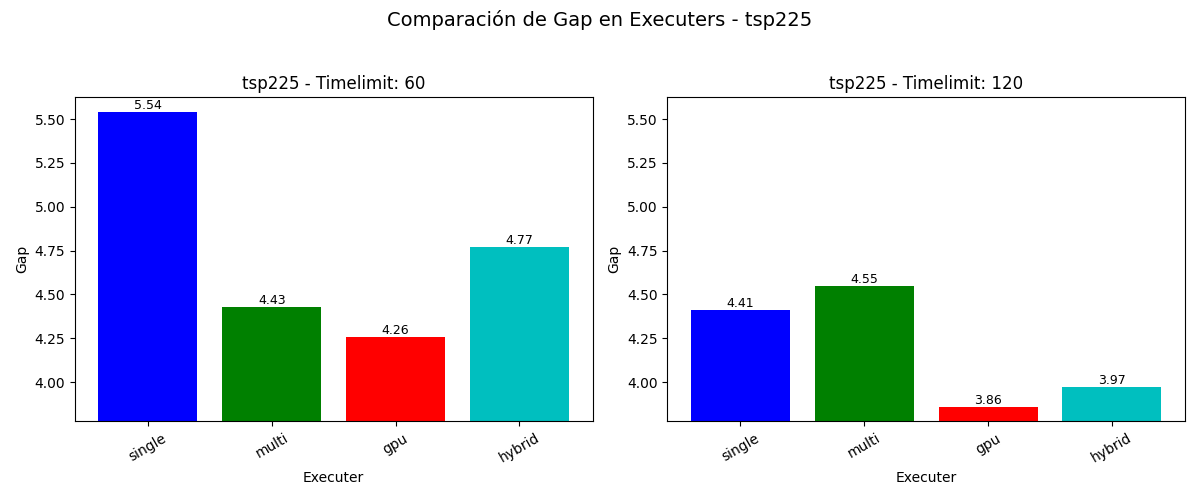 Comparación de Gap en Executers - tsp225
tsp225 - Timelimit: 60
Gap
5.50
5.25
5.00
4.75
4.50
4.25
4.00
5.54
4.43
4.26
4.77
single
multi
gpu
hybrid
Executer
tsp225 - Timelimit: 120
Gap
5.50
5.25
5.00
4.75
4.50
4.25
4.00
4.41
4.55
3.86
3.97
single
multi
gpu
hybrid
Executer